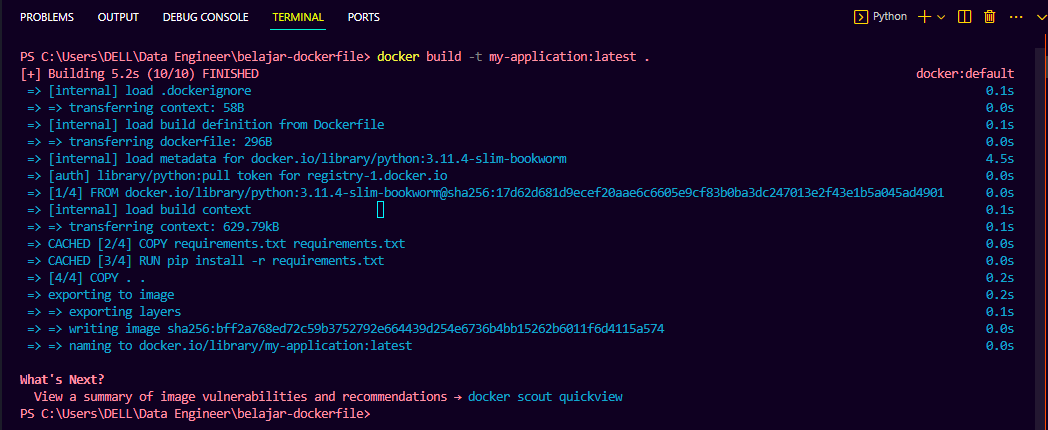 PROBLEMS OUTPUT DEBUG CONSOLE TERMINAL PORTS Python
PS C:\Users\DELL\Data Engineer\belajar-dockerfile> docker build -t my-application:latest .
[+] Building 5.2s (10/10) FINISHED docker:default
=> [internal] load .dockerignore 0.1s
=> => transferring context: 58B 0.0s
=> [internal] load build definition from Dockerfile 0.1s
=> => transferring dockerfile: 296B 0.0s
=> [internal] load metadata for docker.io/library/python:3.11.4-slim-bookworm 4.5s
=> [auth] library/python:pull token for registry-1.docker.io 0.0s
=> [1/4] FROM docker.io/library/python:3.11.4-slim-bookworm@sha256:17d62d681d9ecef20aae6c6605e9cf83b0ba3dc247013e2f43e1b5a045ad4901 0.0s
=> [internal] load build context 0.1s
=> => transferring context: 629.79kB 0.1s
=> CACHED [2/4] COPY requirements.txt requirements.txt 0.0s
=> CACHED [3/4] RUN pip install -r requirements.txt 0.0s
=> [4/4] COPY . . 0.2s
=> exporting to image 0.2s
=> => exporting layers 0.1s
=> => writing image sha256:bff2a768ed72c59b3752792e664439d254e6736b4bb15262b6011f6d4115a574 0.0s
=> => naming to docker.io/library/my-application:latest 0.0s
What's Next?
View a summary of image vulnerabilities and recommendations → docker scout quickview
PS C:\Users\DELL\Data Engineer\belajar-dockerfile>